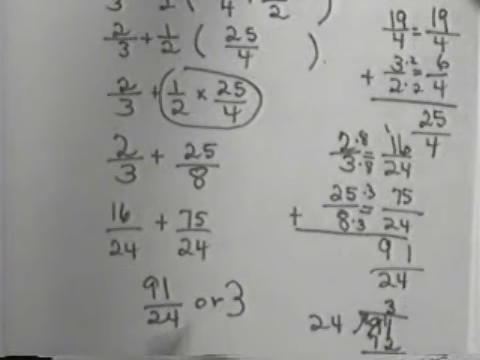 2/3 + 1/2 ( 25/4 )
2/3 + 1/2 × 25/4
2/3 + 25/8
16/24 + 75/24
91/24 or 3
19/4 = 19/4
+ 3·2/2·2 = 6/4
25/4
2·8/3·8 = 16/24
+ 25·3/8·3 = 75/24
91/24
3
24 91